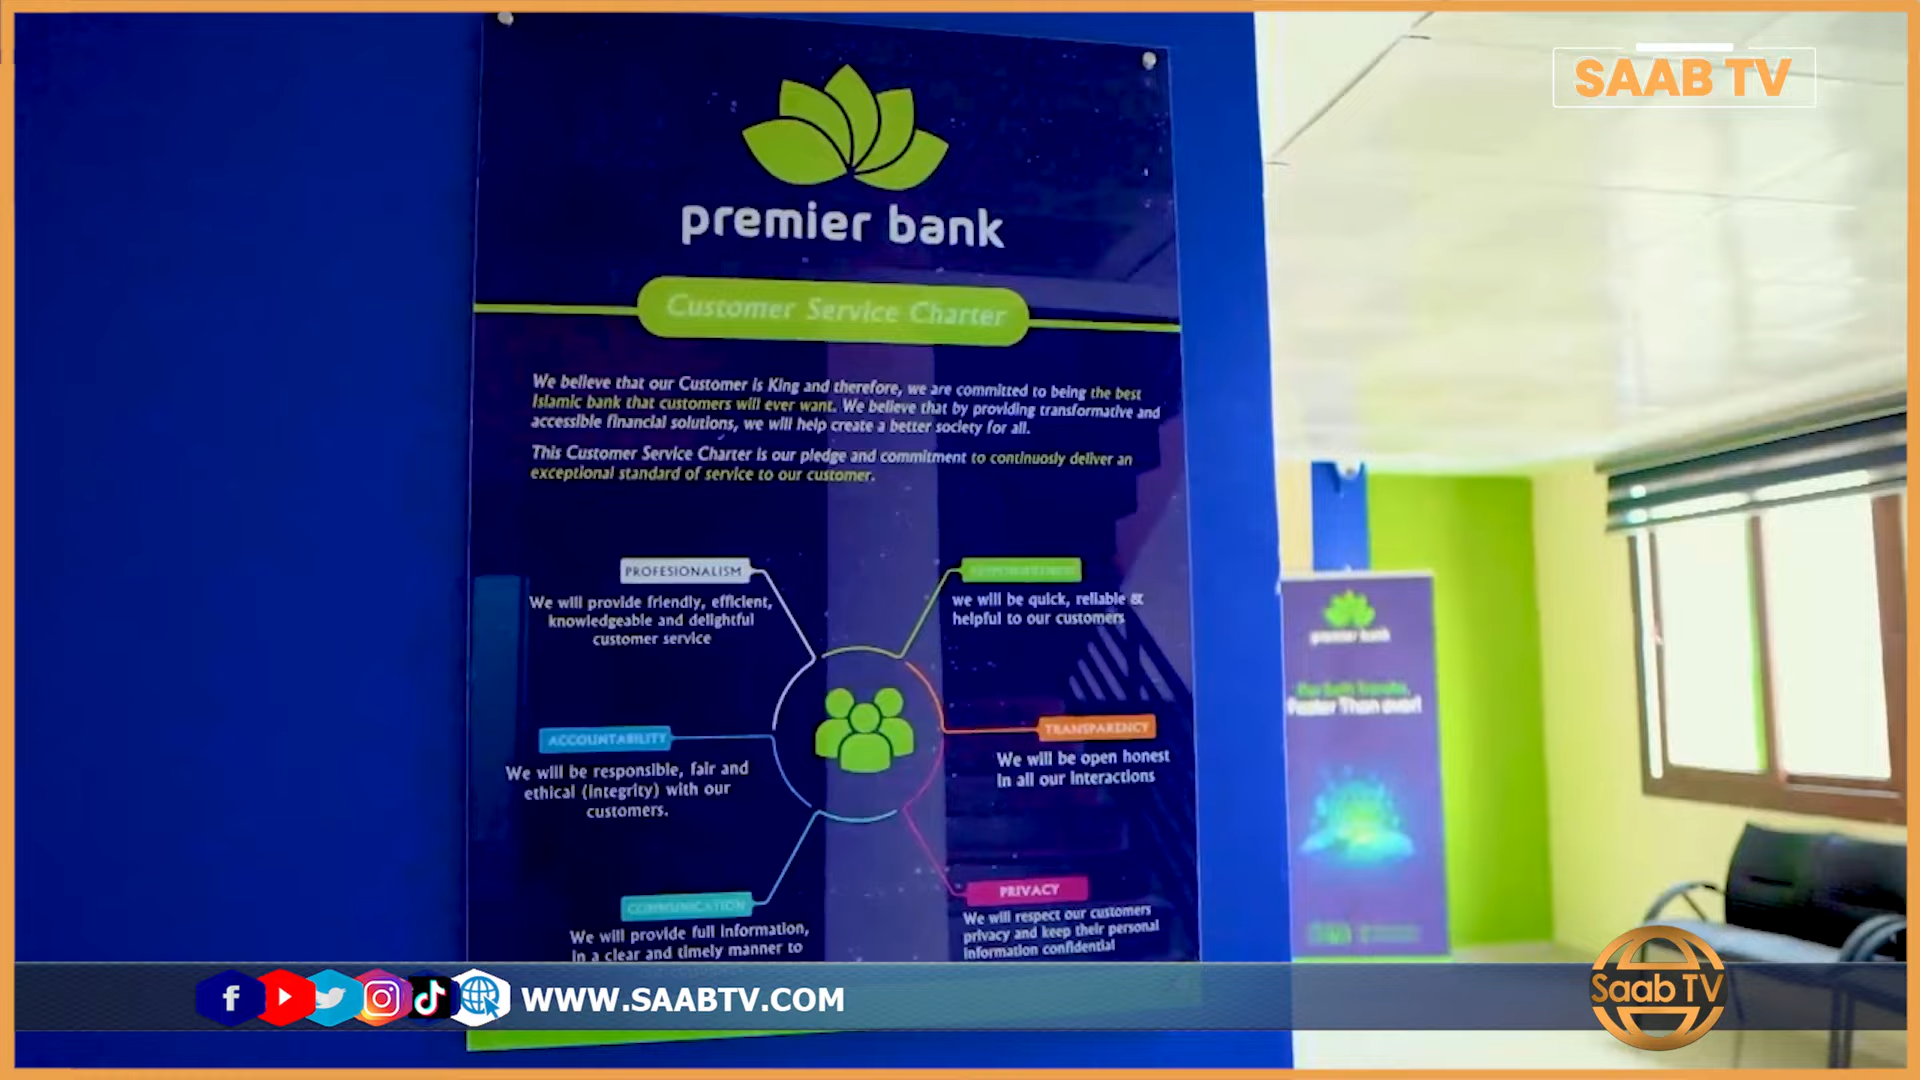 SAAB TV
premier bank
Customer Service Charter
We believe that our Customer is King and therefore, we are committed to being the best
Islamic bank that customers will ever want. We believe that by providing transformative and
accessible financial solutions, we will help create a better society for all.
This Customer Service Charter is our pledge and commitment to continuosly deliver an
exceptional standard of service to our customer.
PROFESIONALISM
We will provide friendly, efficient,
knowledgeable and delightful
customer service
we will be quick, reliable &
helpful to our customers
ACCOUNTABILITY
We will be responsible, fair and
ethical (integrity) with our
customers.
TRANSPARENCY
We will be open honest
in all our interactions
COMMUNICATION
We will provide full information,
in a clear and timely manner to
PRIVACY
We will respect our customers
privacy and keep their personal
information confidential
premier bank
Faster Than ever!
WWW.SAABTV.COM
Saab TV